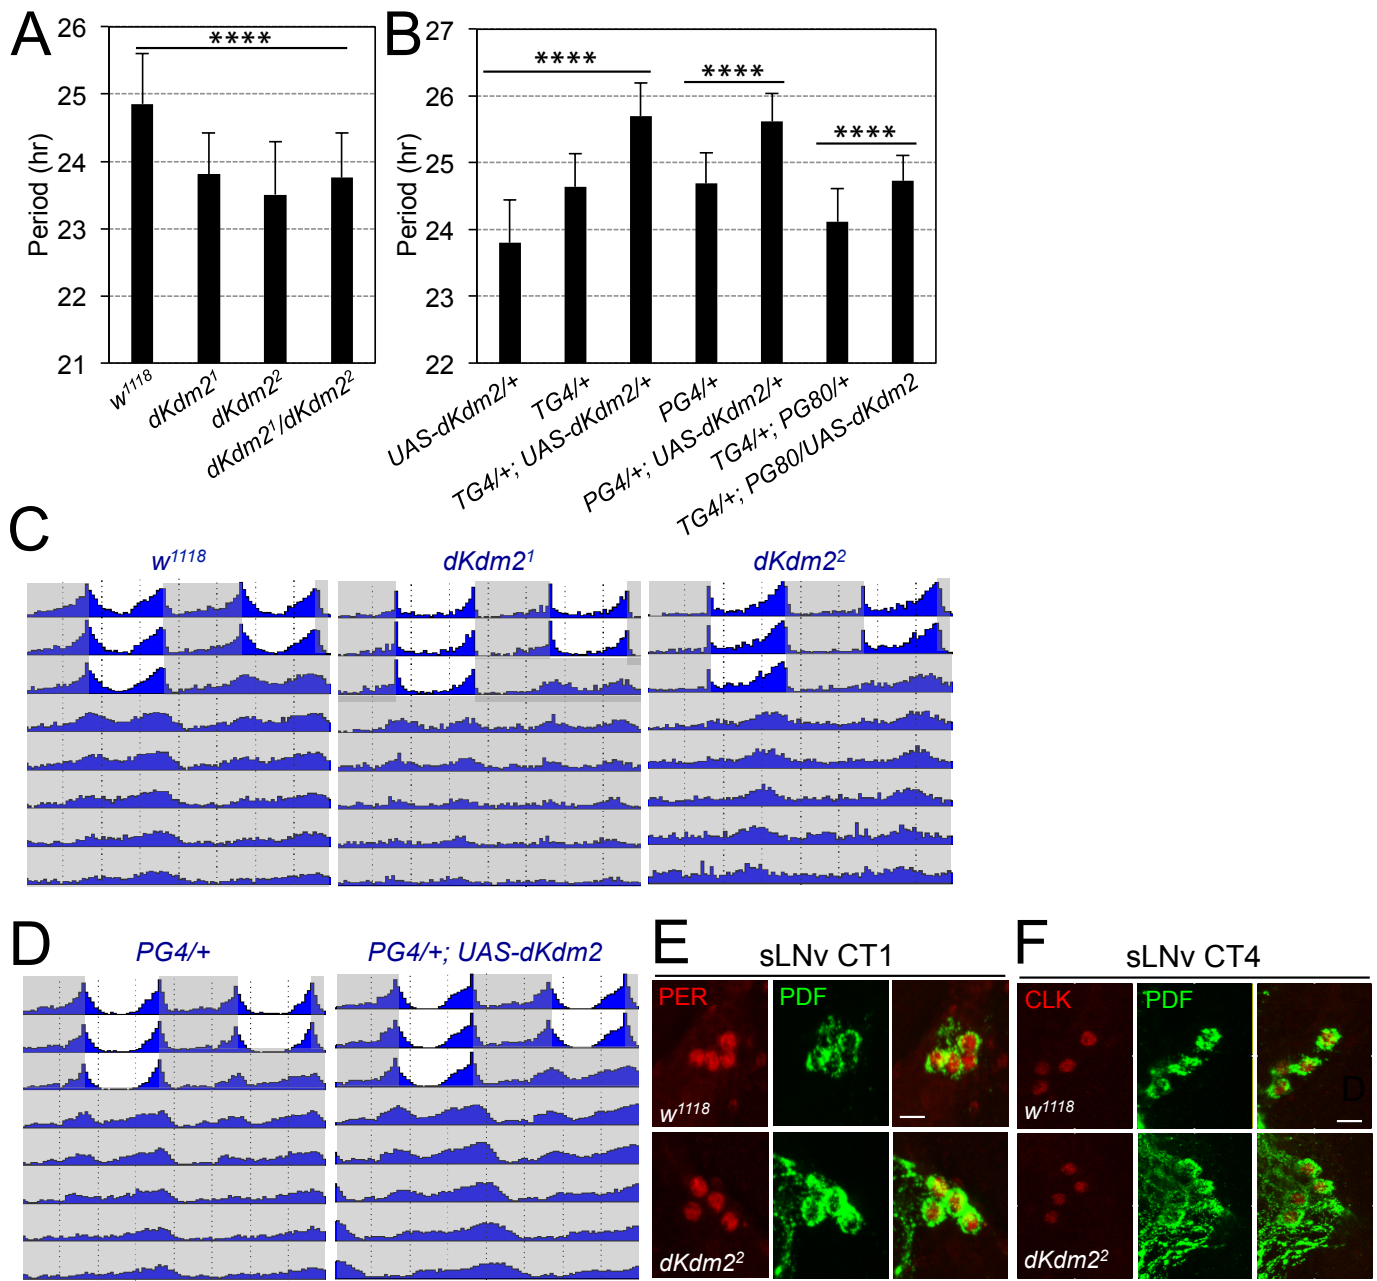 A
26
25
24
23
22
21
Period (hr)
****
w1118
dKdm2¹
dKdm2²
dKdm2¹/dKdm2²
B
27
26
25
24
23
22
Period (hr)
****
****
****
UAS-dKdm2/+
TG4/+
TG4/+; UAS-dKdm2/+
PG4/+
PG4/+; UAS-dKdm2/+
TG4/+; PG80/+
TG4/+; PG80/UAS-dKdm2
C
w1118
dKdm2¹
dKdm2²
D
PG4/+
PG4/+; UAS-dKdm2
E
sLNv CT1
PER
PDF
w1118
dKdm2²
F
sLNv CT4
CLK
PDF
D
w1118
dKdm2²